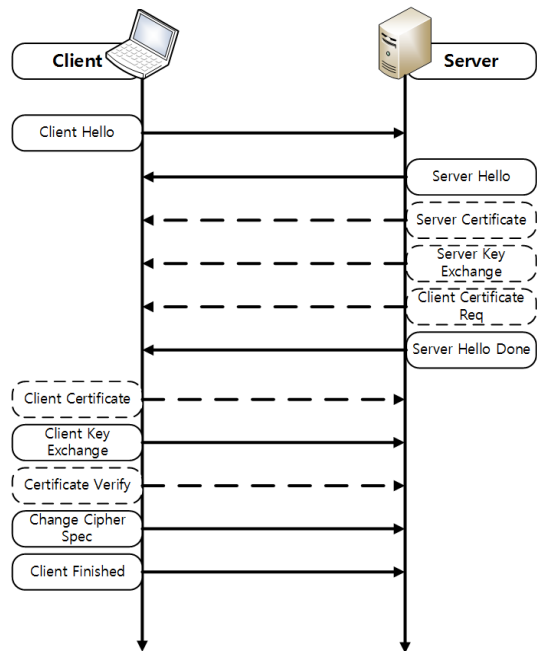 Client
Server
Client Hello
Server Hello
Server Certificate
Server Key
Exchange
Client Certificate
Req
Server Hello Done
Client Certificate
Client Key
Exchange
Certificate Verify
Change Cipher
Spec
Client Finished